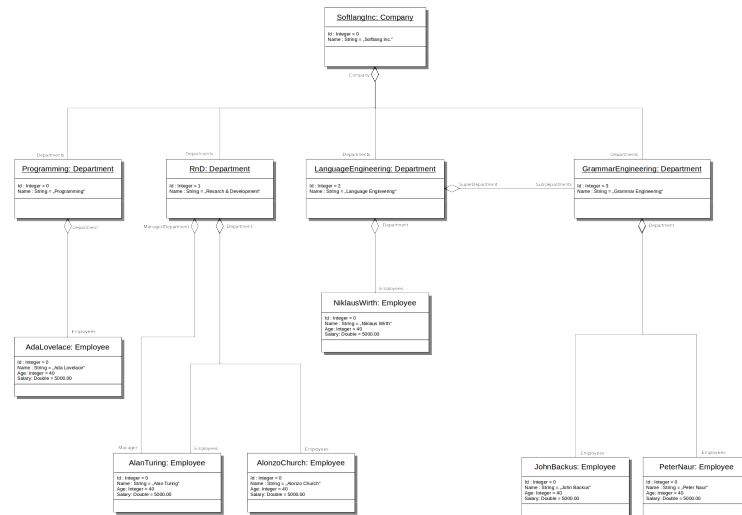 SoftlangInc: Company
Id : Integer = 0
Name : String = „Softlang Inc.“
Company
Departments
Departments
Departments
Departments
Programming: Department
Id : Integer = 0
Name : String = „Programming“
RnD: Department
Id : Integer = 1
Name : String = „Resarch & Development“
LanguageEngineering: Department
Id : Integer = 2
Name : String = „Language Engineering“
SuperDepartment
SubDepartments
GrammarEngineering: Department
Id : Integer = 3
Name : String = „Grammar Engineering“
Department
ManagerDepartment
Department
Department
Department
Employees
NiklausWirth: Employee
Id : Integer = 0
Name : String = „Niklaus Wirth“
Age: Integer = 40
Salary: Double = 5000.00
Employees
AdaLovelace: Employee
Id : Integer = 0
Name : String = „Ada Lovelace“
Age: Integer = 40
Salary: Double = 5000.00
Manager
Employees
Employees
Employees
Employees
AlanTuring: Employee
Id : Integer = 0
Name : String = „Alan Turing“
Age: Integer = 40
Salary: Double = 5000.00
AlonzoChurch: Employee
Id : Integer = 0
Name : String = „Alonzo Church“
Age: Integer = 40
Salary: Double = 5000.00
JohnBackus: Employee
Id : Integer = 0
Name : String = „John Backus“
Age: Integer = 40
Salary: Double = 5000.00
PeterNaur: Employee
Id : Integer = 0
Name : String = „Peter Naur“
Age: Integer = 40
Salary: Double = 5000.00